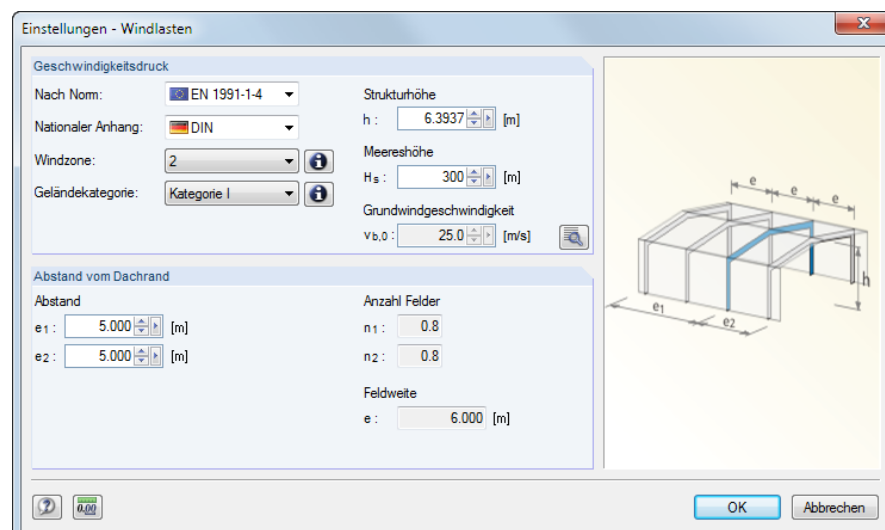 Einstellungen - Windlasten
Geschwindigkeitsdruck
Nach Norm: EN 1991-1-4
Nationaler Anhang: DIN
Windzone: 2
Geländekategorie: Kategorie I
Strukturhöhe
h : 6.3937 [m]
Meereshöhe
Hs : 300 [m]
Grundwindgeschwindigkeit
vb,0 : 25.0 [m/s]
Abstand vom Dachrand
Abstand
e1 : 5.000 [m]
e2 : 5.000 [m]
Anzahl Felder
n1 : 0.8
n2 : 0.8
Feldweite
e : 6.000 [m]
e e e
h
e1 e2
0.00
OK Abbrechen